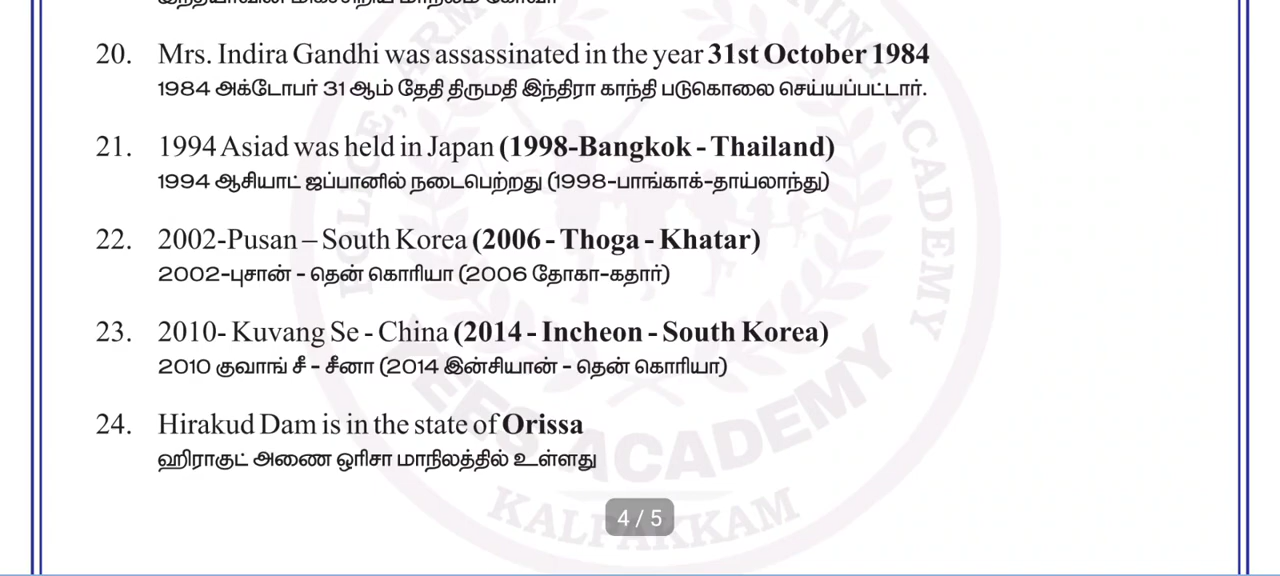 20. Mrs. Indira Gandhi was assassinated in the year 31st October 1984
1984 அக்டோபர் 31 ஆம் தேதி திருமதி இந்திரா காந்தி படுகொலை செய்யப்பட்டார்.
21. 1994 Asiad was held in Japan (1998-Bangkok - Thailand)
1994 ஆசியாட் ஜப்பானில் நடைபெற்றது (1998-பாங்காக்-தாய்லாந்து)
22. 2002-Pusan – South Korea (2006 - Thoga - Khatar)
2002-புசான் - தென் கொரியா (2006 தோகா-கதார்)
23. 2010- Kuvang Se - China (2014 - Incheon - South Korea)
2010 குவாங் சீ - சீனா (2014 இன்சியான் - தென் கொரியா)
24. Hirakud Dam is in the state of Orissa
ஹிராகுட் அணை ஒரிசா மாநிலத்தில் உள்ளது
ACADEMY
KALPAKKAM
4 / 5